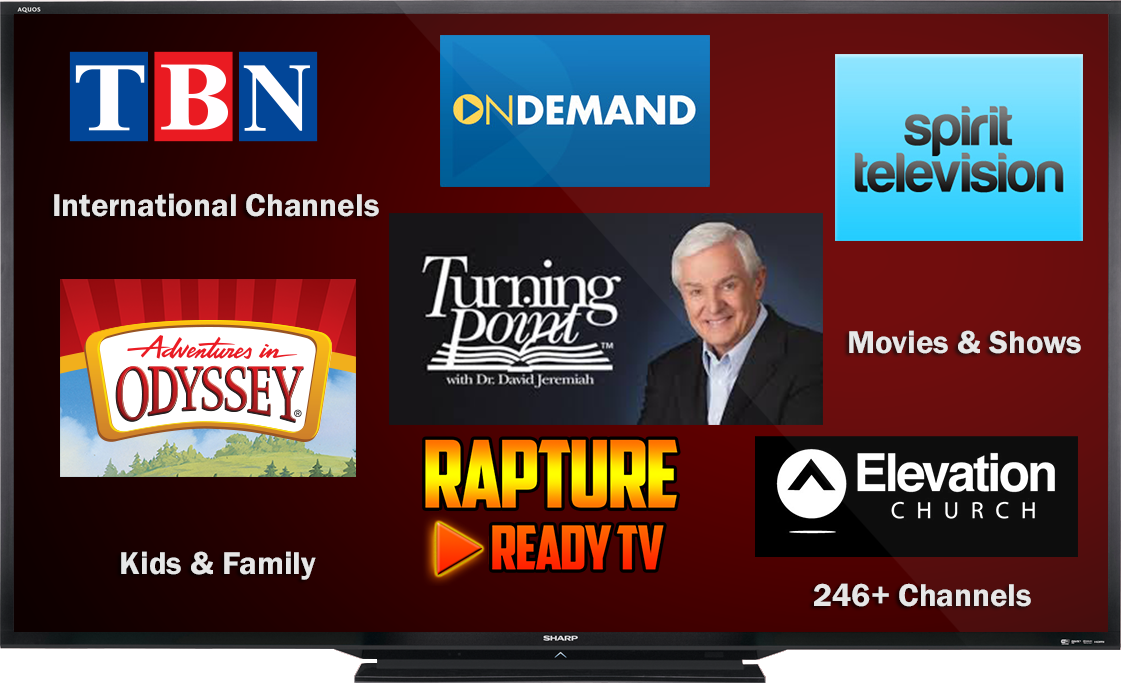 AQUOS
TBN
ONDEMAND
spirit
television
International Channels
Turning
Point™
with Dr. David Jeremiah
Adventures in
ODYSSEY®
Movies & Shows
RAPTURE
READY TV
Elevation
CHURCH
Kids & Family
246+ Channels
SHARP